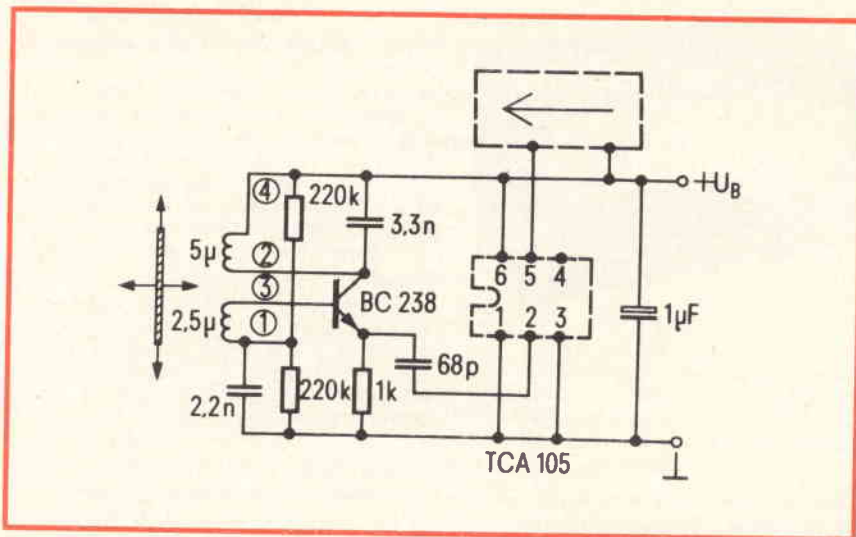 +U_B
④ 220k
3,3n
5µ ②
③
6 5 4
BC 238
1µF
2,5µ ①
1 2 3
68p
2,2n 220k 1k
TCA 105